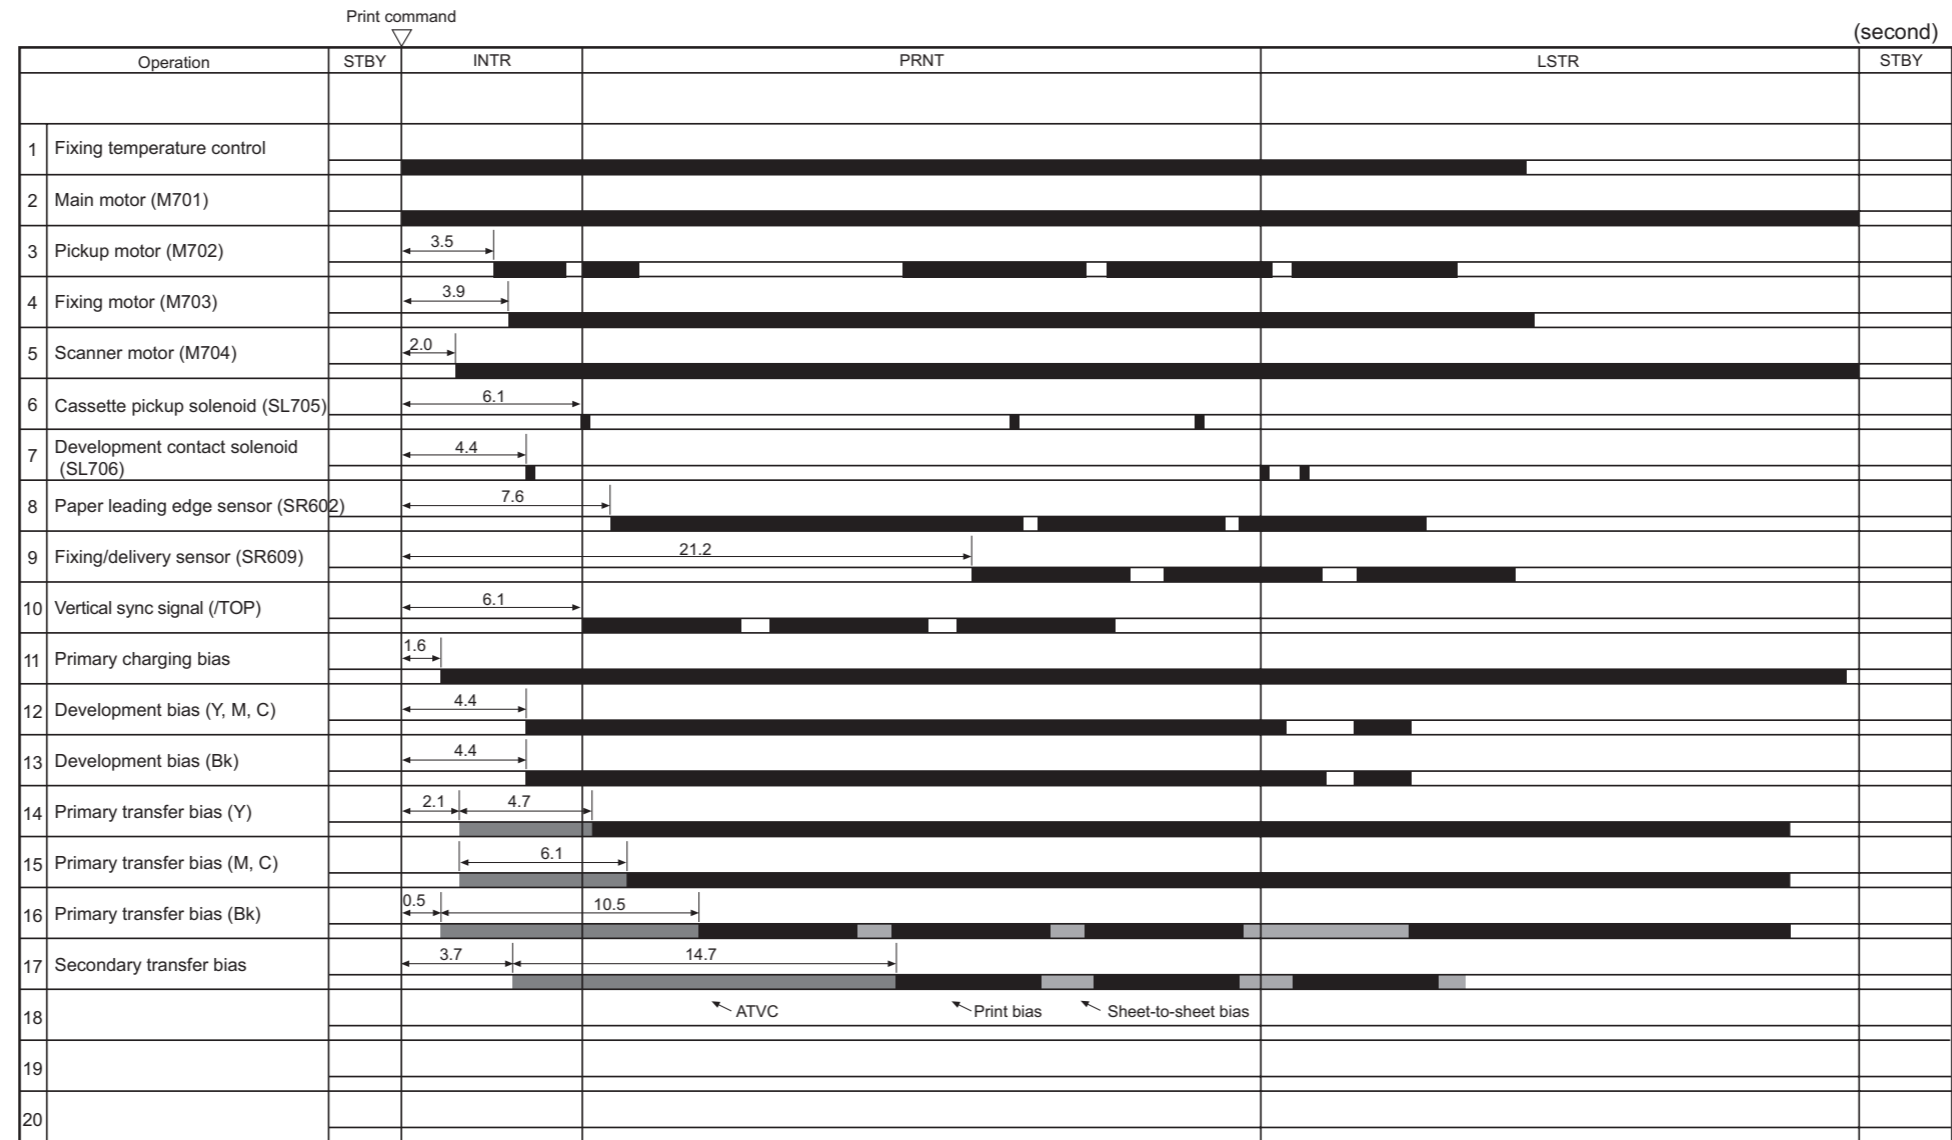 Print command
(second)
Operation STBY INTR PRNT LSTR STBY
1 Fixing temperature control
2 Main motor (M701)
3 Pickup motor (M702) 3.5
4 Fixing motor (M703) 3.9
5 Scanner motor (M704) 2.0
6 Cassette pickup solenoid (SL705) 6.1
7 Development contact solenoid
(SL706) 4.4
8 Paper leading edge sensor (SR602) 7.6
9 Fixing/delivery sensor (SR609) 21.2
10 Vertical sync signal (/TOP) 6.1
11 Primary charging bias 1.6
12 Development bias (Y, M, C) 4.4
13 Development bias (Bk) 4.4
14 Primary transfer bias (Y) 2.1 4.7
15 Primary transfer bias (M, C) 6.1
16 Primary transfer bias (Bk) 0.5 10.5
17 Secondary transfer bias 3.7 14.7
18 ATVC Print bias Sheet-to-sheet bias
19
20